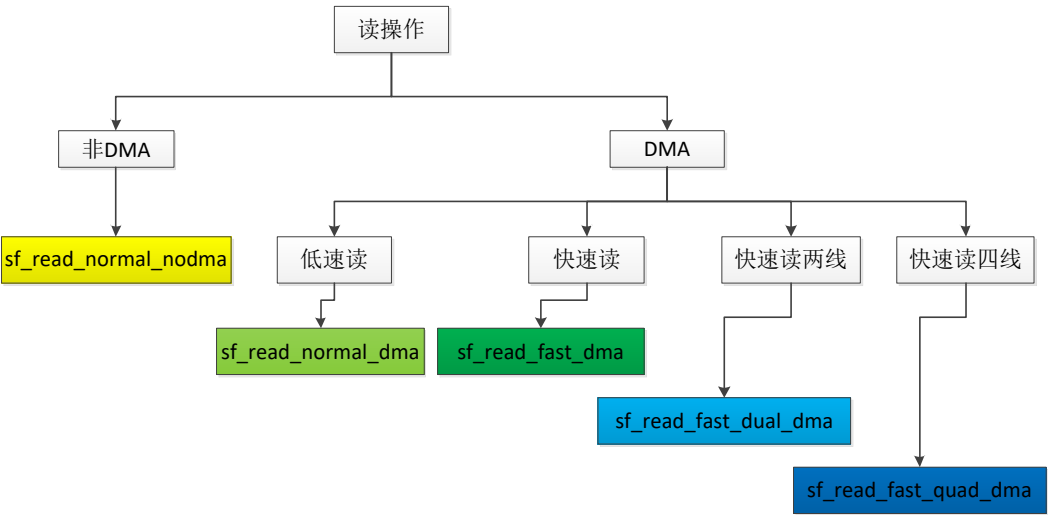 读操作
非DMA
DMA
sf_read_normal_nodma
低速读
快速读
快速读两线
快速读四线
sf_read_normal_dma
sf_read_fast_dma
sf_read_fast_dual_dma
sf_read_fast_quad_dma